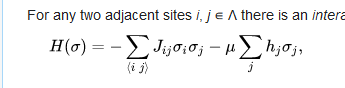 For any two adjacent sites i, j ∈ Λ there is an intera
H(σ) = − ∑⟨i j⟩ Jijσiσj − μ ∑j hjσj,